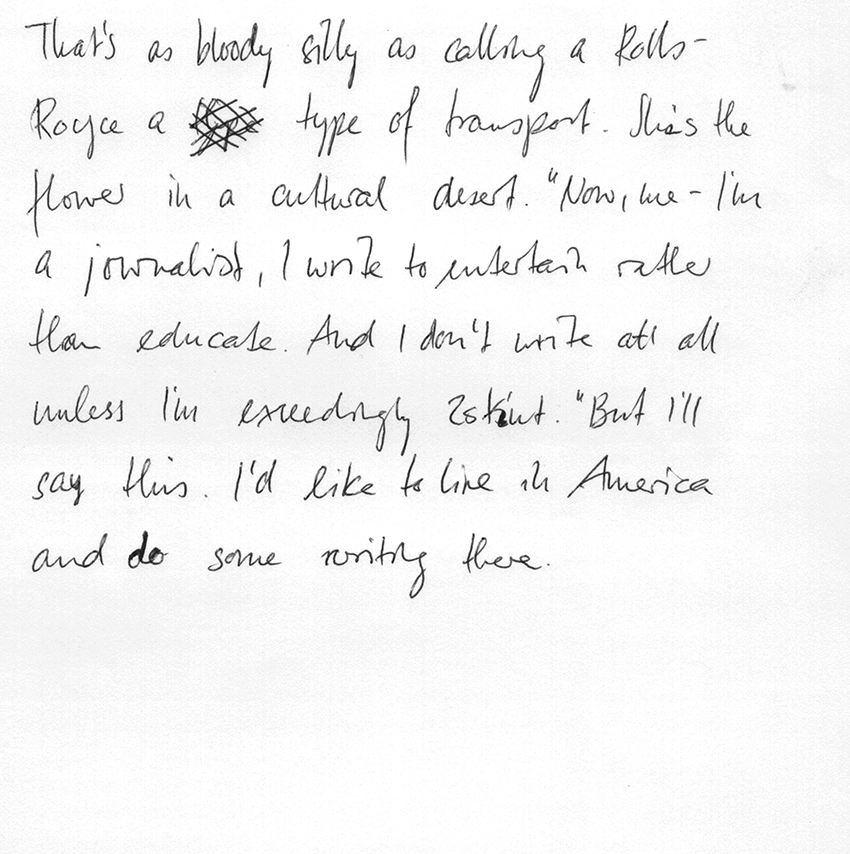 That's as bloody silly as calling a Rolls-
Royce a type of transport. She's the
flower in a cultural desert. "Now, me - I'm
a journalist, I write to entertain rather
than educate. And I don't write at all
unless I'm exceedingly skint. "But I'll
say this. I'd like to live in America
and do some writing there.